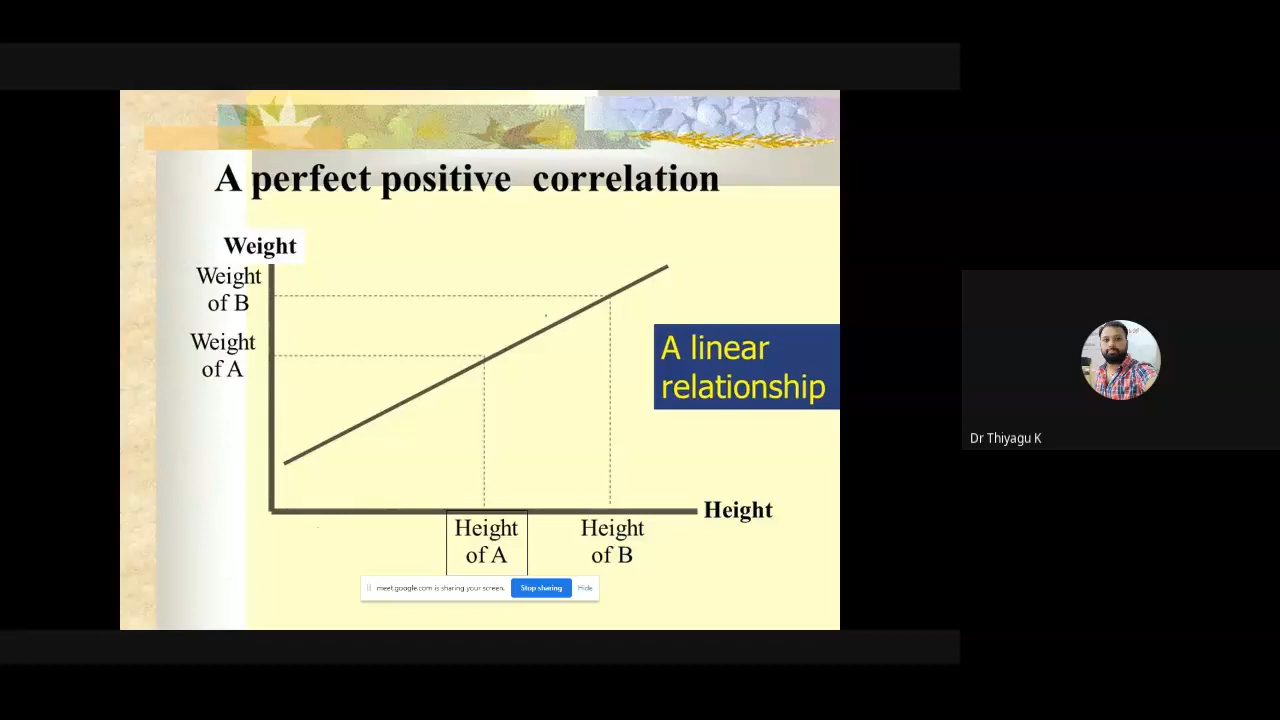 A perfect positive correlation
Weight
Weight
of B
Weight
of A
A linear
relationship
Height
Height
of A
Height
of B
meet.google.com is sharing your screen.
Stop sharing
Hide
Dr Thiyagu K